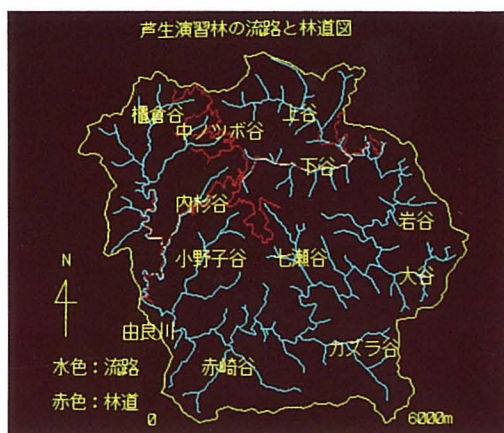 芦生演習林の流路と林道図
櫃倉谷
上谷
中ノツボ谷
下谷
内杉谷
岩谷
小野子谷
七瀬谷
大谷
N
由良川
カズラ谷
赤崎谷
水色：流路
赤色：林道
0
6000m